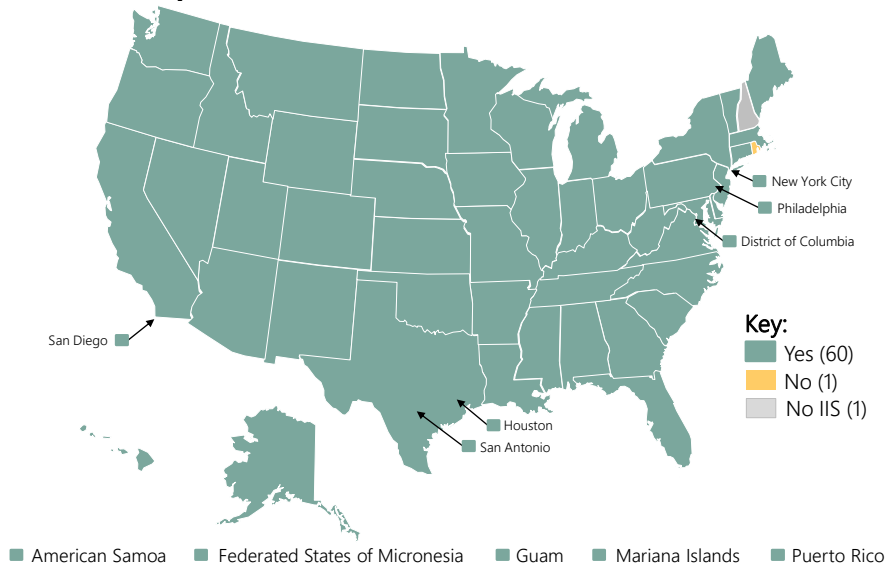 New York City
Philadelphia
District of Columbia
San Diego
Key:
Yes (60)
No (1)
No IIS (1)
Houston
San Antonio
American Samoa
Federated States of Micronesia
Guam
Mariana Islands
Puerto Rico